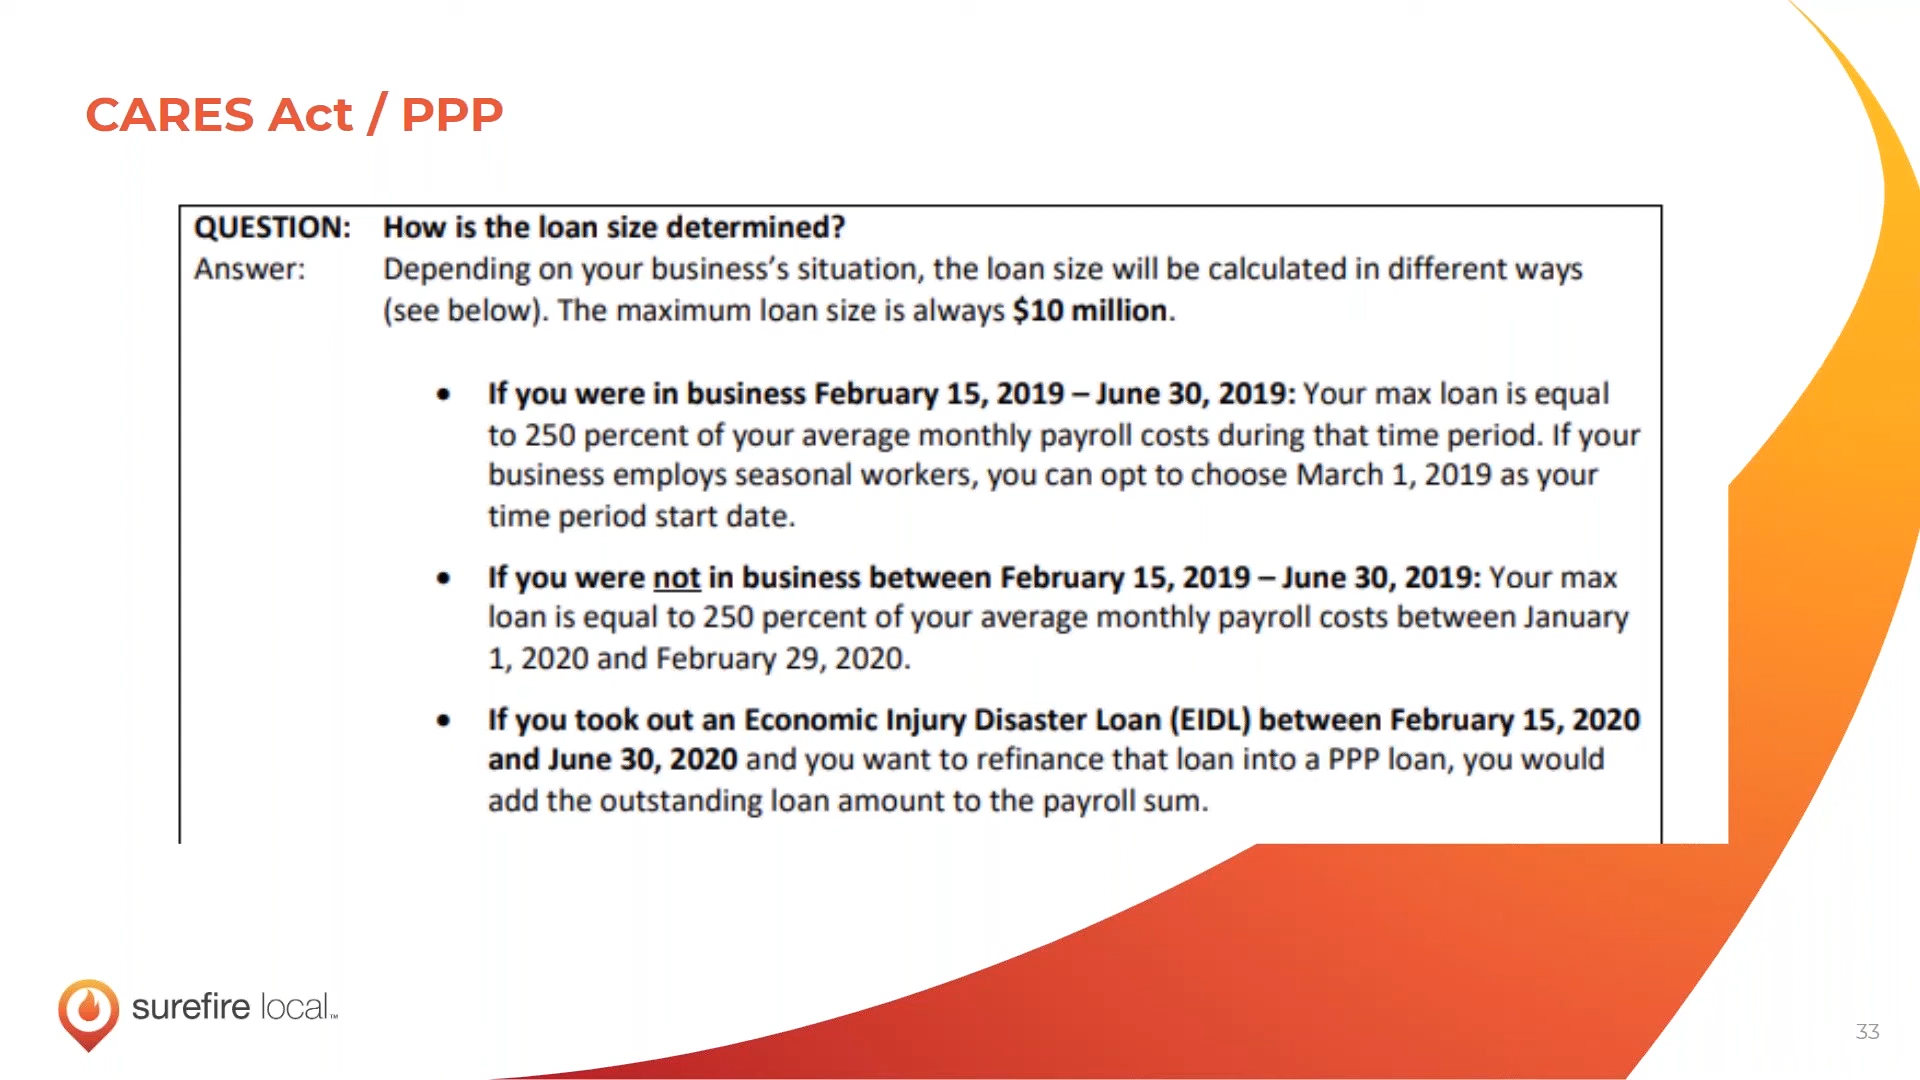 CARES Act / PPP
QUESTION: How is the loan size determined?
Answer: Depending on your business’s situation, the loan size will be calculated in different ways
(see below). The maximum loan size is always $10 million.
• If you were in business February 15, 2019 – June 30, 2019: Your max loan is equal
to 250 percent of your average monthly payroll costs during that time period. If your
business employs seasonal workers, you can opt to choose March 1, 2019 as your
time period start date.
• If you were not in business between February 15, 2019 – June 30, 2019: Your max
loan is equal to 250 percent of your average monthly payroll costs between January
1, 2020 and February 29, 2020.
• If you took out an Economic Injury Disaster Loan (EIDL) between February 15, 2020
and June 30, 2020 and you want to refinance that loan into a PPP loan, you would
add the outstanding loan amount to the payroll sum.
surefire local™
33